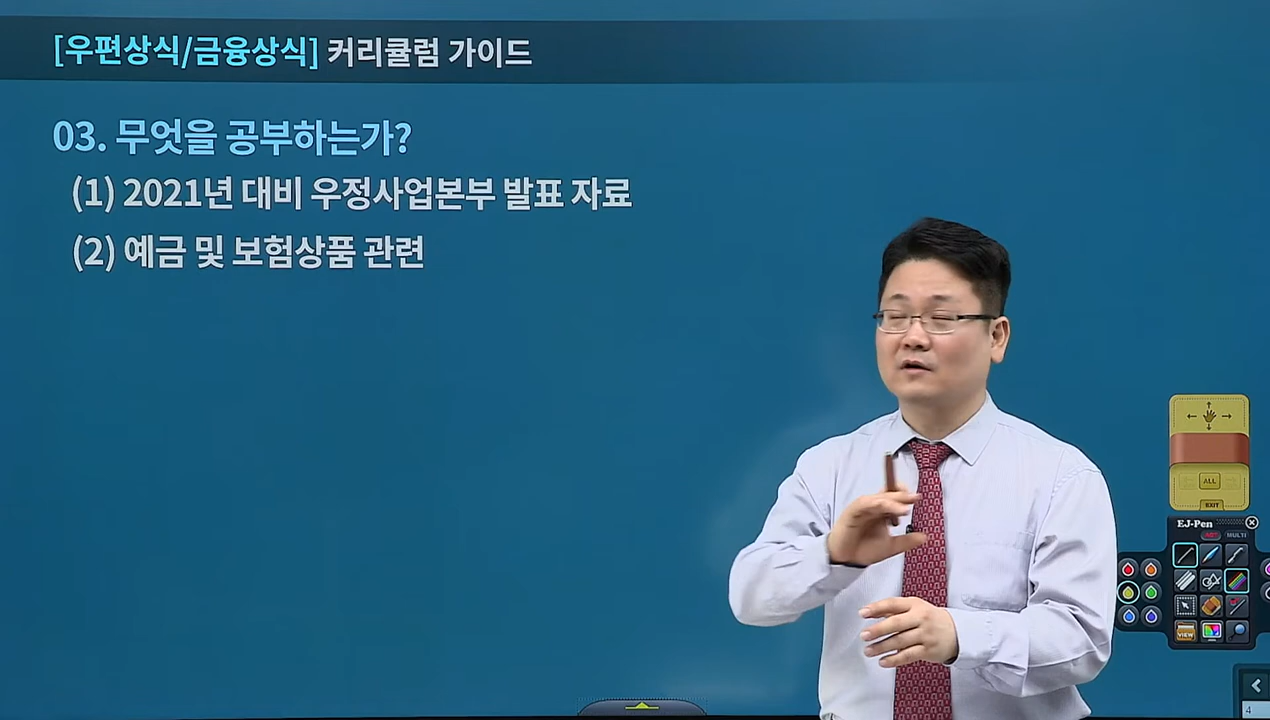 [우편상식/금융상식] 커리큘럼 가이드
03. 무엇을 공부하는가?
(1) 2021년 대비 우정사업본부 발표 자료
(2) 예금 및 보험상품 관련
ALL
EXIT
EJ-Pen
MULTI
VIEW
4